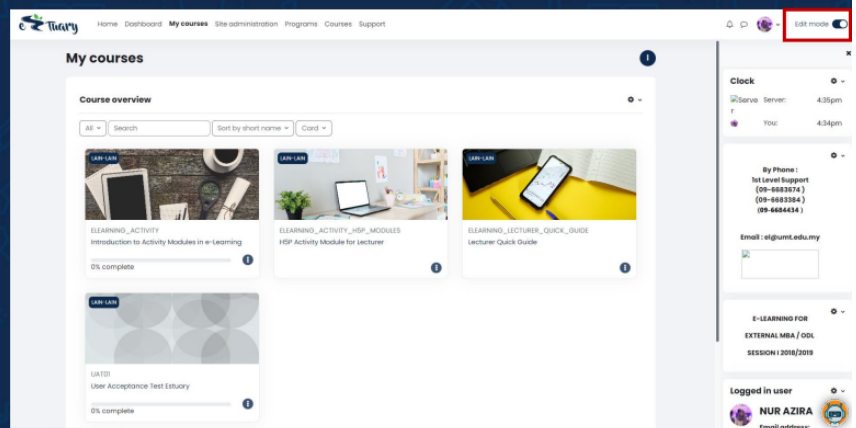 e Tuary
Home Dashboard My courses Site administration Programs Courses Support
Edit mode
My courses
Course overview
All
Search
Sort by short name
Card
LAIN-LAIN
ELEARNING_ACTIVITY
Introduction to Activity Modules in e-Learning
0% complete
LAIN-LAIN
ELEARNING_ACTIVITY_H5P_MODULES
H5P Activity Module for Lecturer
LAIN-LAIN
ELEARNING_LECTURER_QUICK_GUIDE
Lecturer Quick Guide
LAIN-LAIN
UAT01
User Acceptance Test Estuary
0% complete
Clock
Server Server: 4:35pm
You: 4:34pm
By Phone :
1st Level Support
(09-6683674 )
(09-6683384 )
(09-6684434 )
Email : el@umt.edu.my
E-LEARNING FOR
EXTERNAL MBA / ODL
SESSION I 2018/2019
Logged in user
NUR AZIRA
Email address: